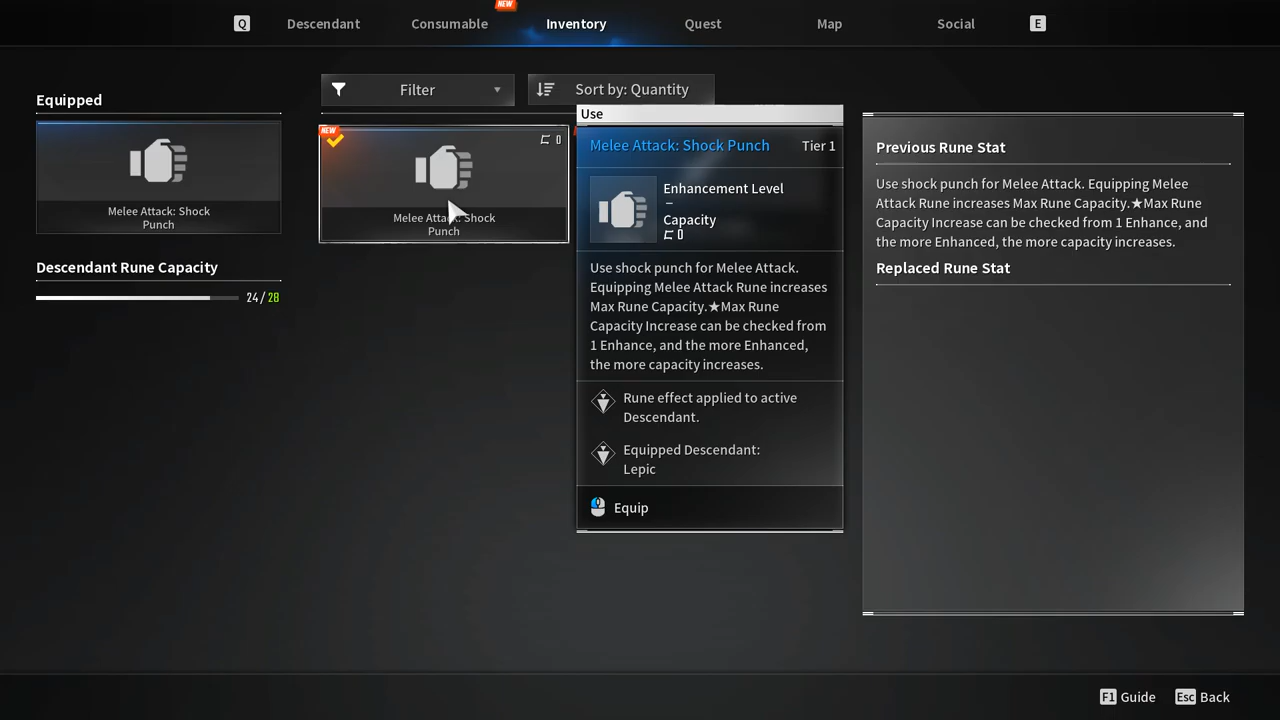 NEW
Q
Descendant
Consumable
Inventory
Quest
Map
Social
E
Equipped
Melee Attack: Shock
Punch
Descendant Rune Capacity
24/28
Filter
Sort by: Quantity
NEW
0
Melee Attack: Shock
Punch
Use
Melee Attack: Shock Punch
Tier 1
Enhancement Level
–
Capacity
0
Use shock punch for Melee Attack.
Equipping Melee Attack Rune increases
Max Rune Capacity.★Max Rune
Capacity Increase can be checked from
1 Enhance, and the more Enhanced,
the more capacity increases.
Rune effect applied to active
Descendant.
Equipped Descendant:
Lepic
Equip
Previous Rune Stat
Use shock punch for Melee Attack. Equipping Melee
Attack Rune increases Max Rune Capacity.★Max Rune
Capacity Increase can be checked from 1 Enhance, and
the more Enhanced, the more capacity increases.
Replaced Rune Stat
F1 Guide
Esc Back